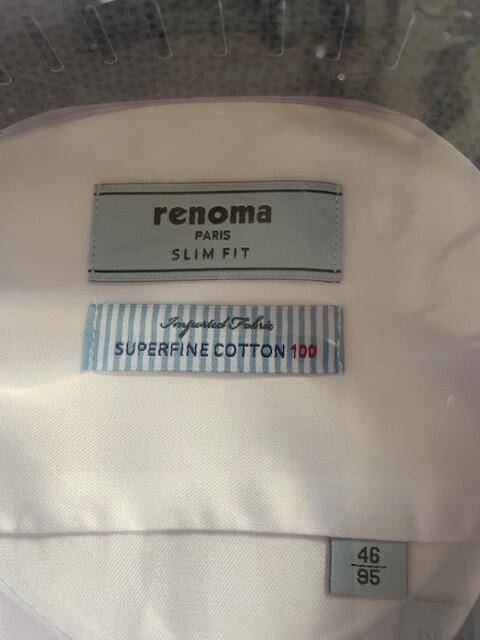 renoma
PARIS
SLIM FIT
Imported Fabric
SUPERFINE COTTON 100
46
95